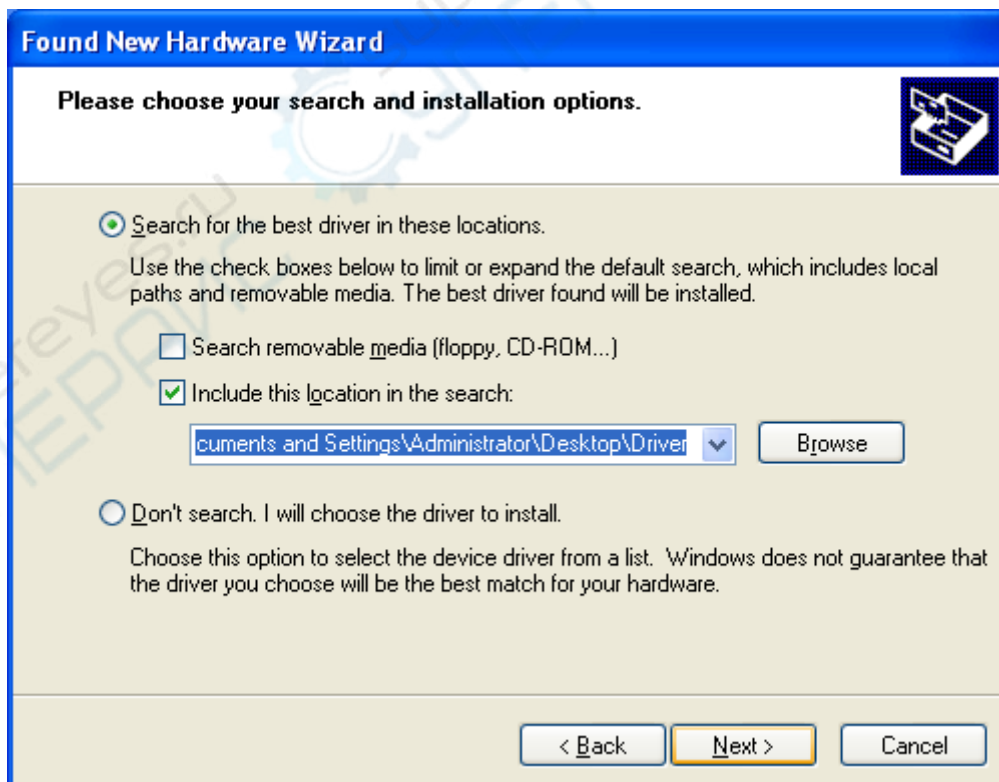 Found New Hardware Wizard
Please choose your search and installation options.
Search for the best driver in these locations.
Use the check boxes below to limit or expand the default search, which includes local
paths and removable media. The best driver found will be installed.
Search removable media (floppy, CD-ROM...)
Include this location in the search:
cuments and Settings\Administrator\Desktop\Driver
Browse
Don't search. I will choose the driver to install.
Choose this option to select the device driver from a list. Windows does not guarantee that
the driver you choose will be the best match for your hardware.
< Back
Next >
Cancel